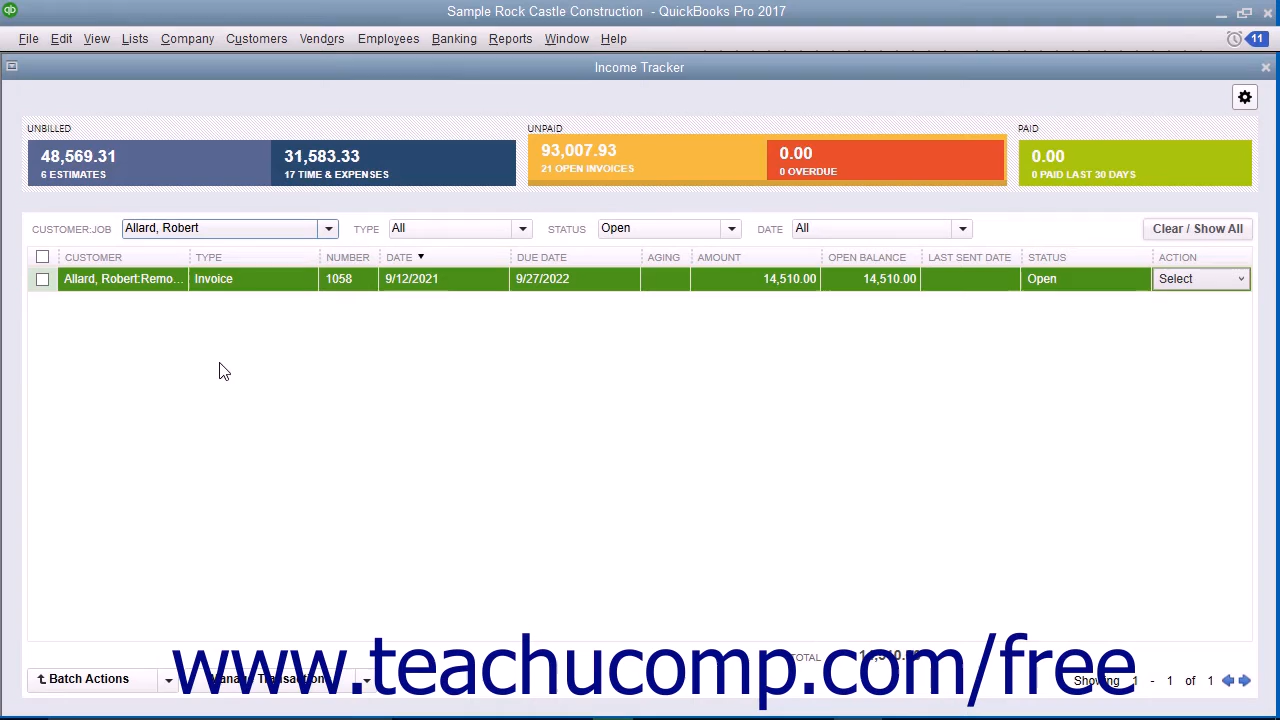 qb
Sample Rock Castle Construction - QuickBooks Pro 2017
File Edit View Lists Company Customers Vendors Employees Banking Reports Window Help 11
Income Tracker
UNBILLED UNPAID PAID
48,569.31 31,583.33 93,007.93 0.00 0.00
6 ESTIMATES 17 TIME & EXPENSES 21 OPEN INVOICES 0 OVERDUE 0 PAID LAST 30 DAYS
CUSTOMER:JOB Allard, Robert TYPE All STATUS Open DATE All Clear / Show All
CUSTOMER TYPE NUMBER DATE DUE DATE AGING AMOUNT OPEN BALANCE LAST SENT DATE STATUS ACTION
Allard, Robert:Remo... Invoice 1058 9/12/2021 9/27/2022 14,510.00 14,510.00 Open Select
TOTAL
www.teachucomp.com/free
Batch Actions Showing 1 - 1 of 1